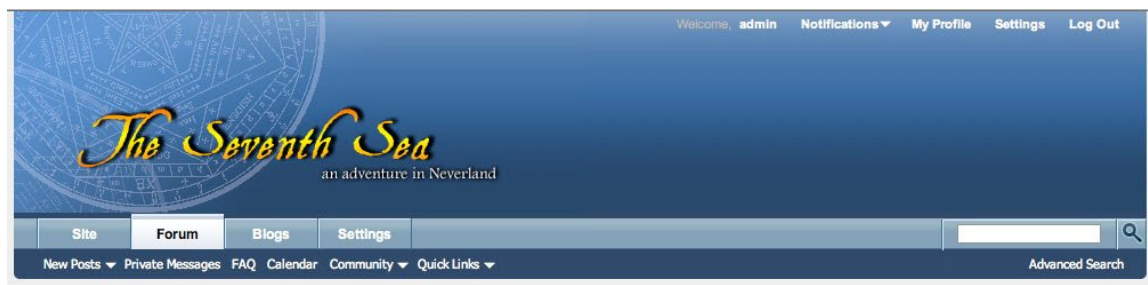 Welcome, admin Notifications My Profile Settings Log Out
The Seventh Sea
an adventure in Neverland
Site Forum Blogs Settings
New Posts Private Messages FAQ Calendar Community Quick Links Advanced Search